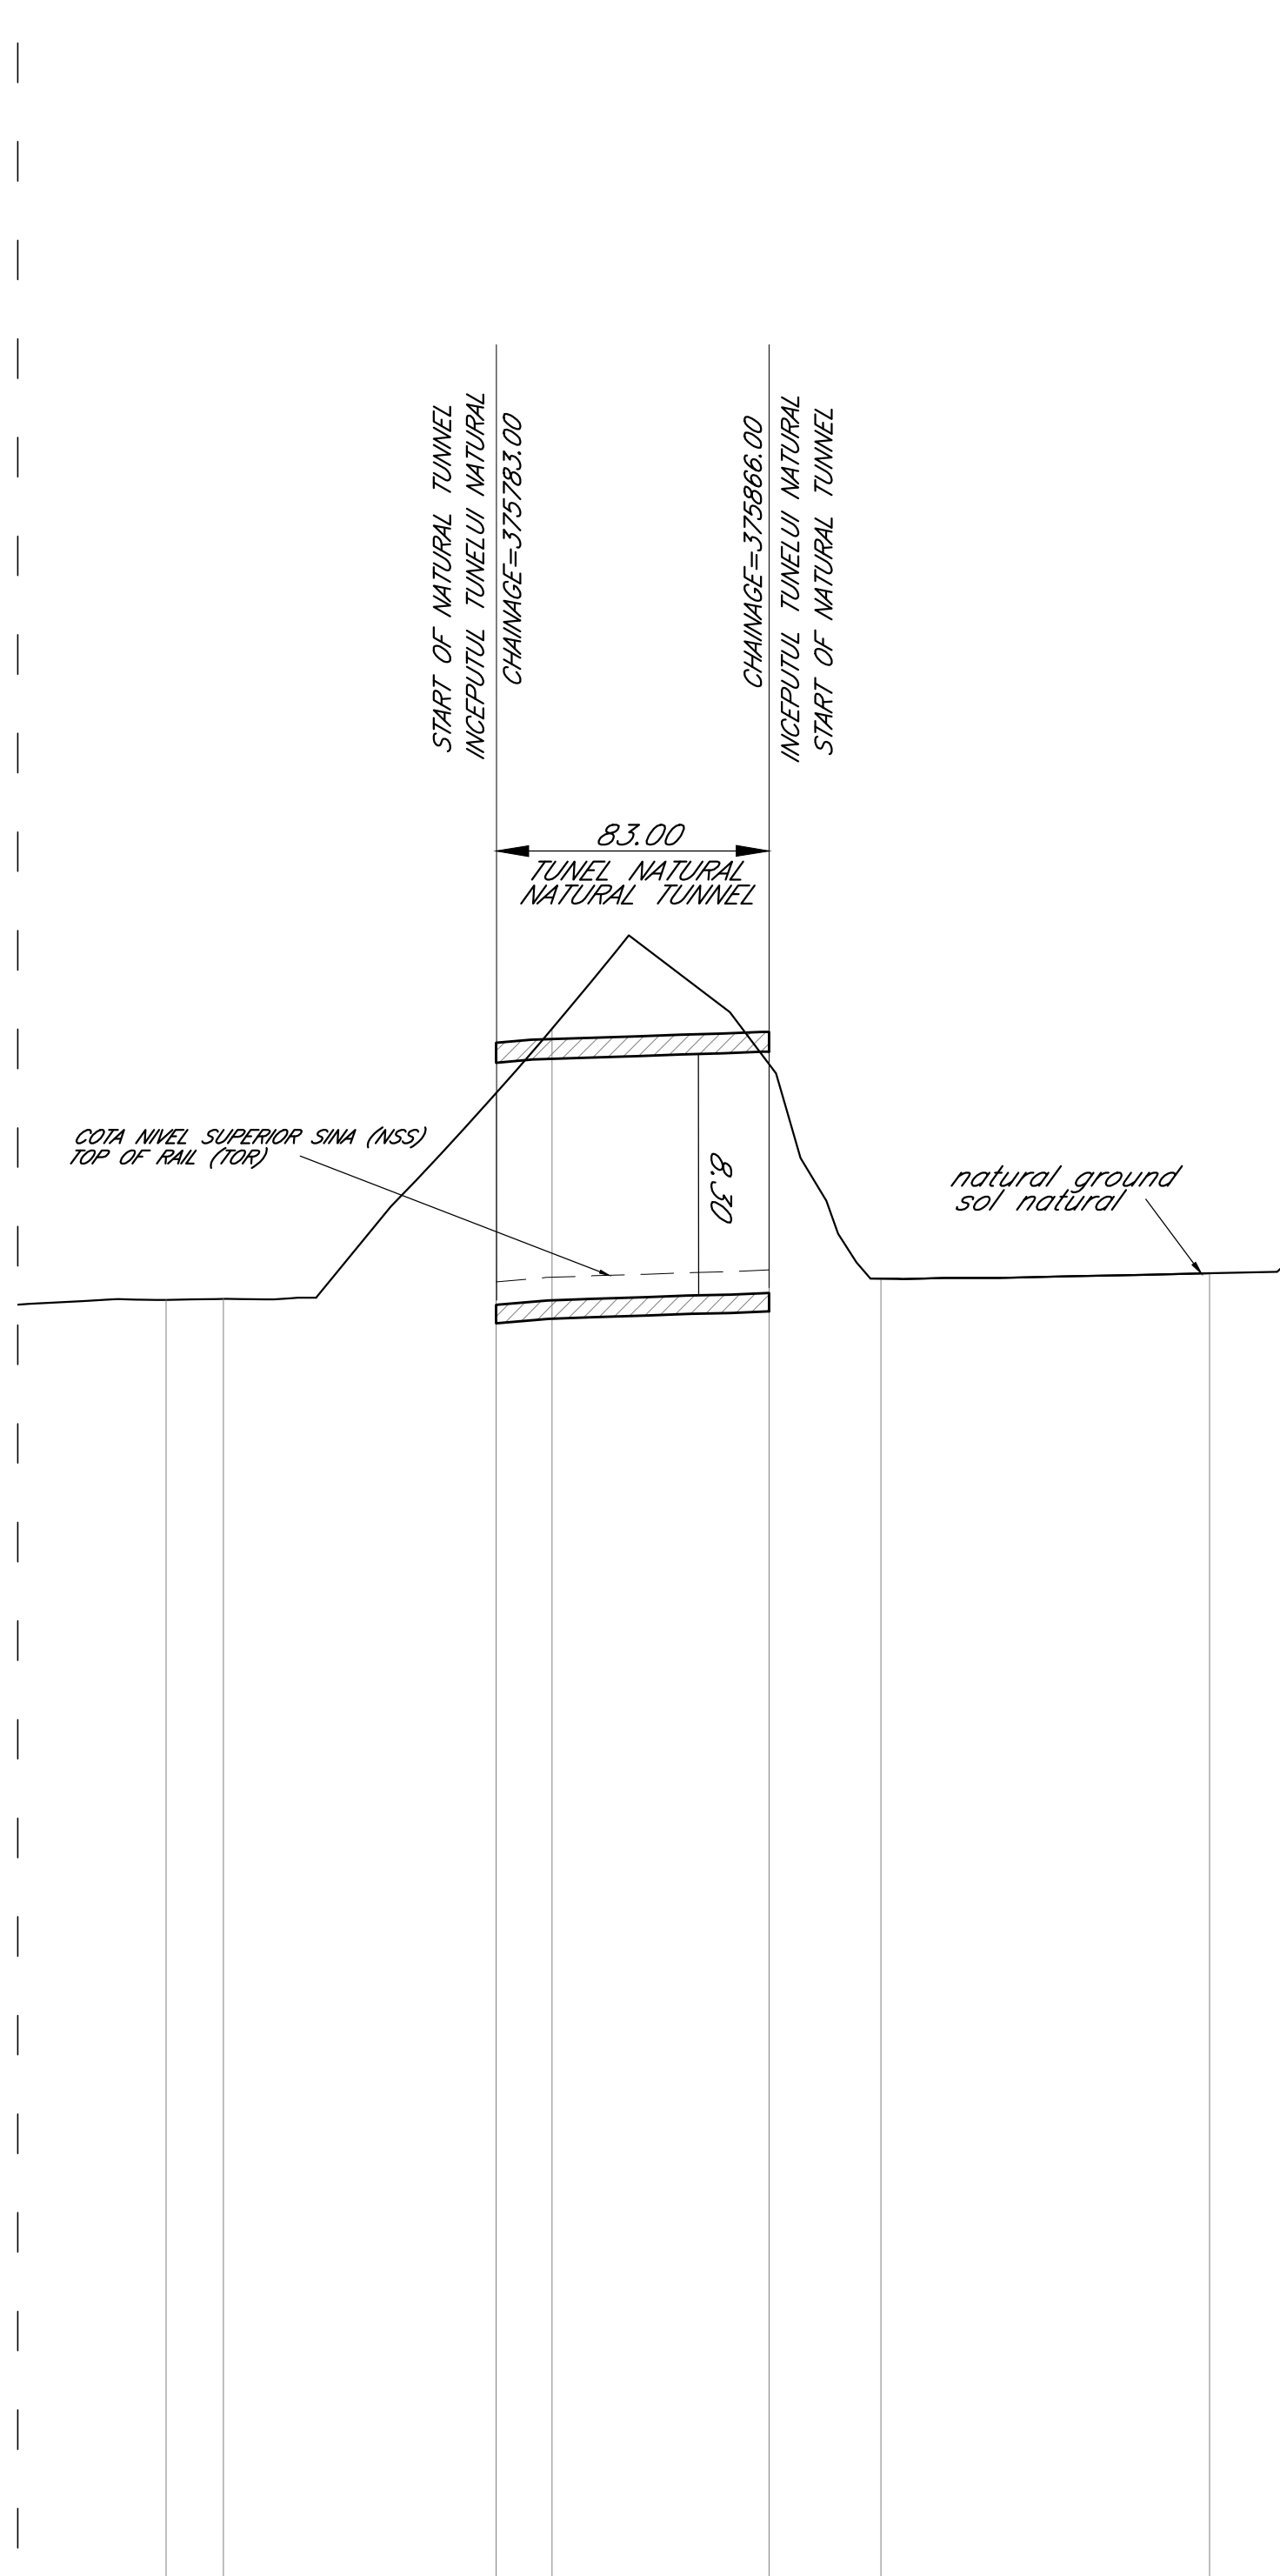 START OF NATURAL TUNNEL
INCEPUTUL TUNELUI NATURAL
CHAINAGE=375783.00
CHAINAGE=375866.00
INCEPUTUL TUNELUI NATURAL
START OF NATURAL TUNNEL
83.00
TUNEL NATURAL
NATURAL TUNNEL
COTA NIVEL SUPERIOR SINA (NSS)
TOP OF RAIL (TOR)
8.30
natural ground
sol natural